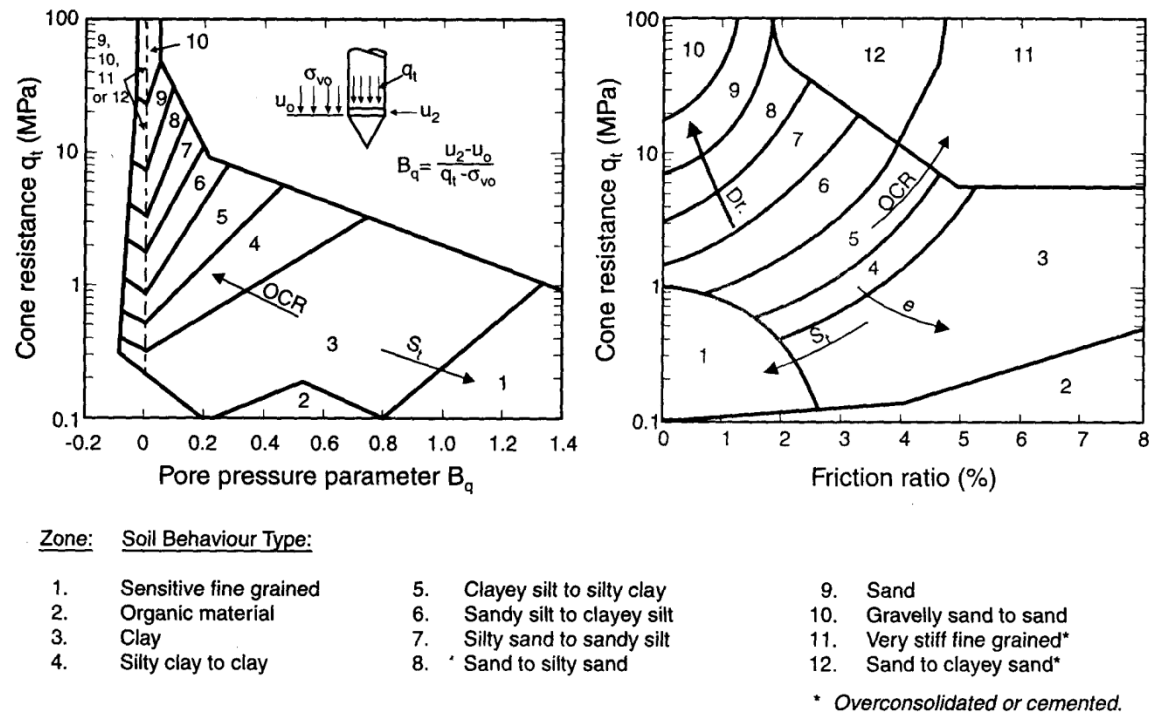 100
10
1
0.1
Cone resistance qt (MPa)
9,
10,
11
or 12
10
9
8
7
6
5
4
3
2
1
OCR
St
σvo
qt
uo
u2
Bq = u2-uo / qt-σvo
-0.2 0 0.2 0.4 0.6 0.8 1.0 1.2 1.4
Pore pressure parameter Bq
100
10
1
0.1
Cone resistance qt (MPa)
10
9
8
7
6
5
4
3
2
1
12
11
Dr.
OCR
e
St
0 1 2 3 4 5 6 7 8
Friction ratio (%)
Zone: Soil Behaviour Type:
1. Sensitive fine grained
2. Organic material
3. Clay
4. Silty clay to clay
5. Clayey silt to silty clay
6. Sandy silt to clayey silt
7. Silty sand to sandy silt
8. Sand to silty sand
9. Sand
10. Gravelly sand to sand
11. Very stiff fine grained*
12. Sand to clayey sand*
* Overconsolidated or cemented.